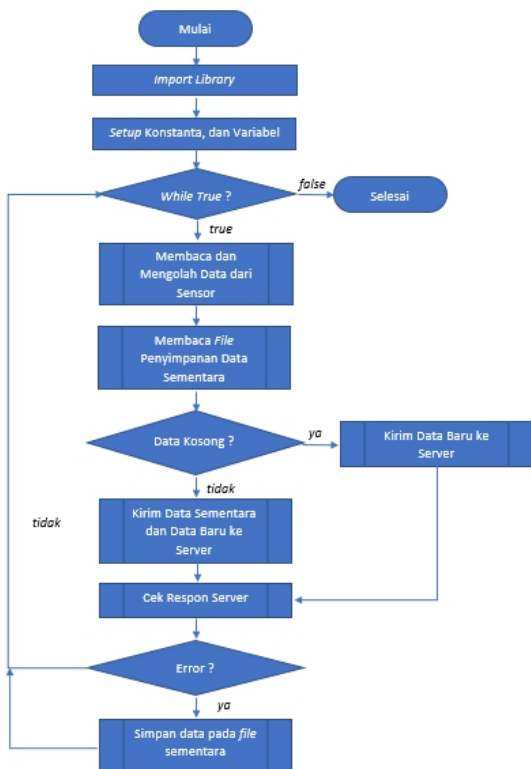 Mulai
Import Library
Setup Konstanta, dan Variabel
While True ?
false
Selesai
true
Membaca dan
Mengolah Data dari
Sensor
Membaca File
Penyimpanan Data
Sementara
Data Kosong ?
ya
Kirim Data Baru ke
Server
tidak
Kirim Data Sementara
dan Data Baru ke
Server
tidak
Cek Respon Server
Error ?
ya
Simpan data pada file
sementara